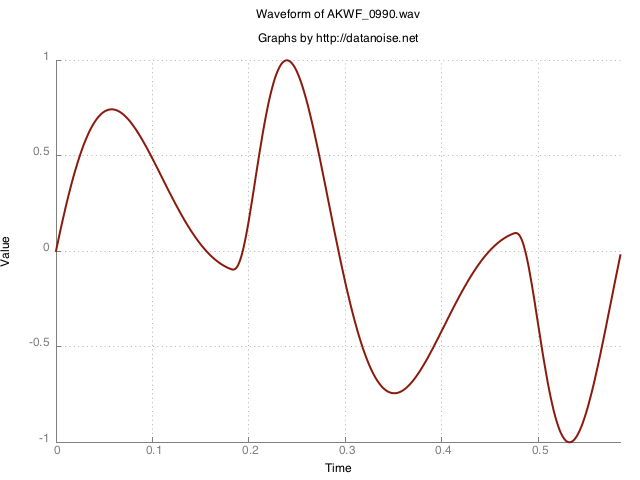 Waveform of AKWF_0990.wav
Graphs by http://datanoise.net
1
0.5
0
-0.5
-1
Value
0 0.1 0.2 0.3 0.4 0.5
Time